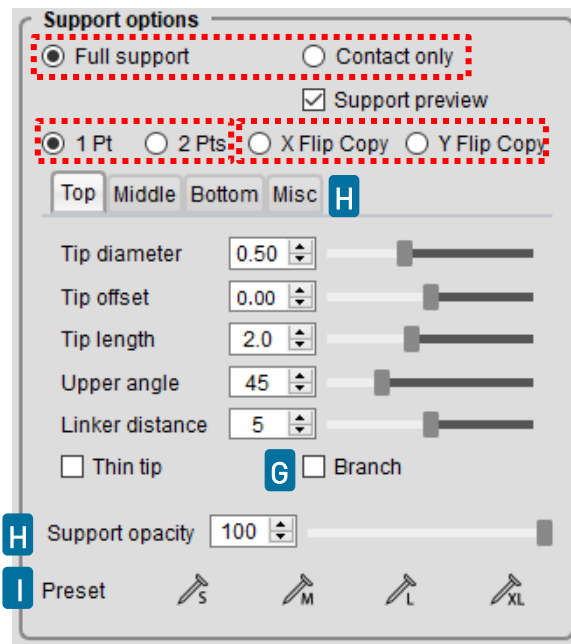 Support options
Full support Contact only
Support preview
1 Pt 2 Pts X Flip Copy Y Flip Copy
Top Middle Bottom Misc H
Tip diameter 0.50
Tip offset 0.00
Tip length 2.0
Upper angle 45
Linker distance 5
Thin tip G Branch
H Support opacity 100
I Preset S M L XL